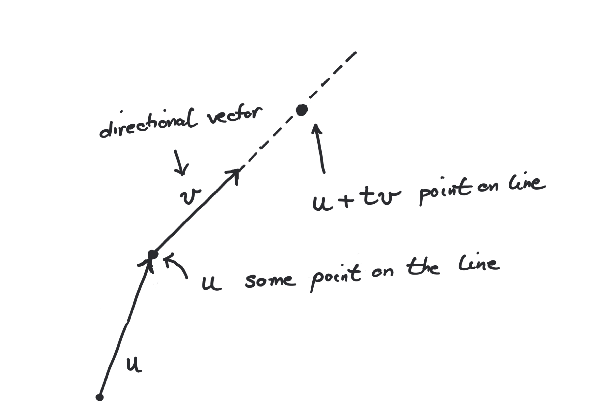 directional vector
v
u + tv point on line
u some point on the line
u